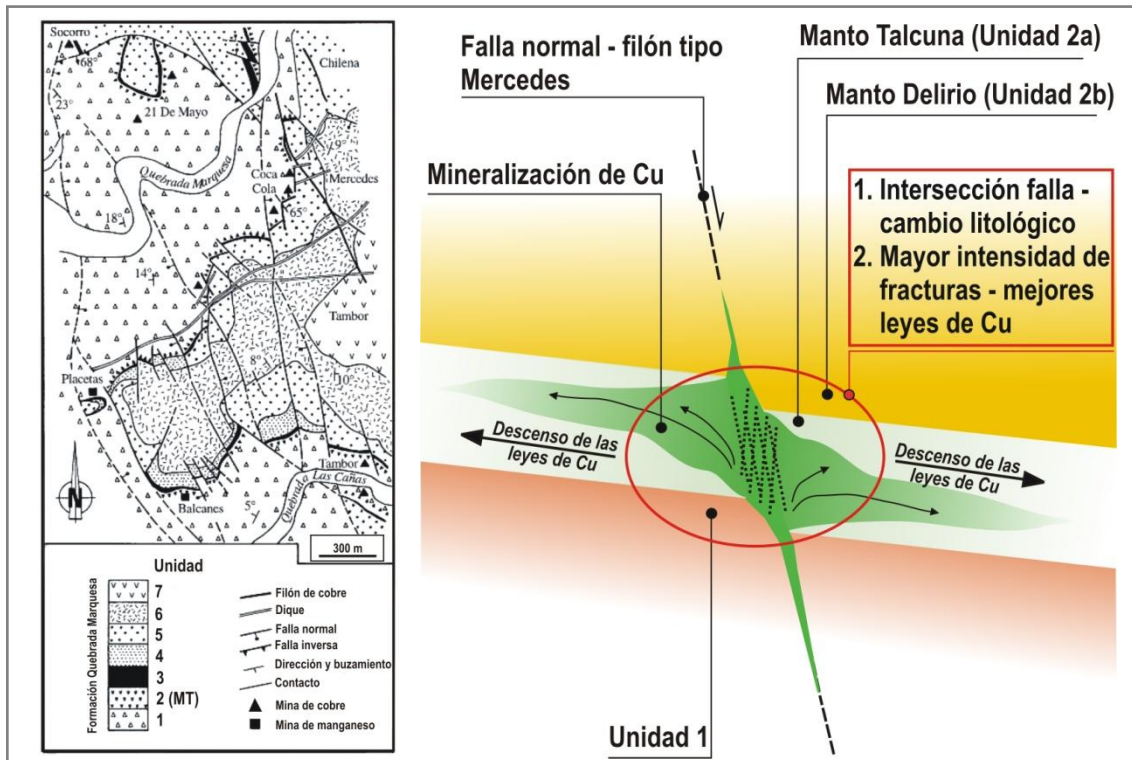 Socorro
68°
Chilena
23°
21 De Mayo
Quebrada Marquesa
9°
Coca
Cola
Mercedes
65°
18°
14°
Tambor
8°
10°
Placetas
Tambor
N
5°
Quebrada Las Cañas
Balcanes
300 m
Unidad
Formación Quebrada Marquesa
7
6
5
4
3
2 (MT)
1
Filón de cobre
Dique
Falla normal
Falla inversa
Dirección y buzamiento
Contacto
Mina de cobre
Mina de manganeso
Falla normal - filón tipo
Mercedes
Manto Talcuna (Unidad 2a)
Manto Delirio (Unidad 2b)
Mineralización de Cu
1. Intersección falla -
cambio litológico
2. Mayor intensidad de
fracturas - mejores
leyes de Cu
Descenso de las
leyes de Cu
Descenso de las
leyes de Cu
Unidad 1